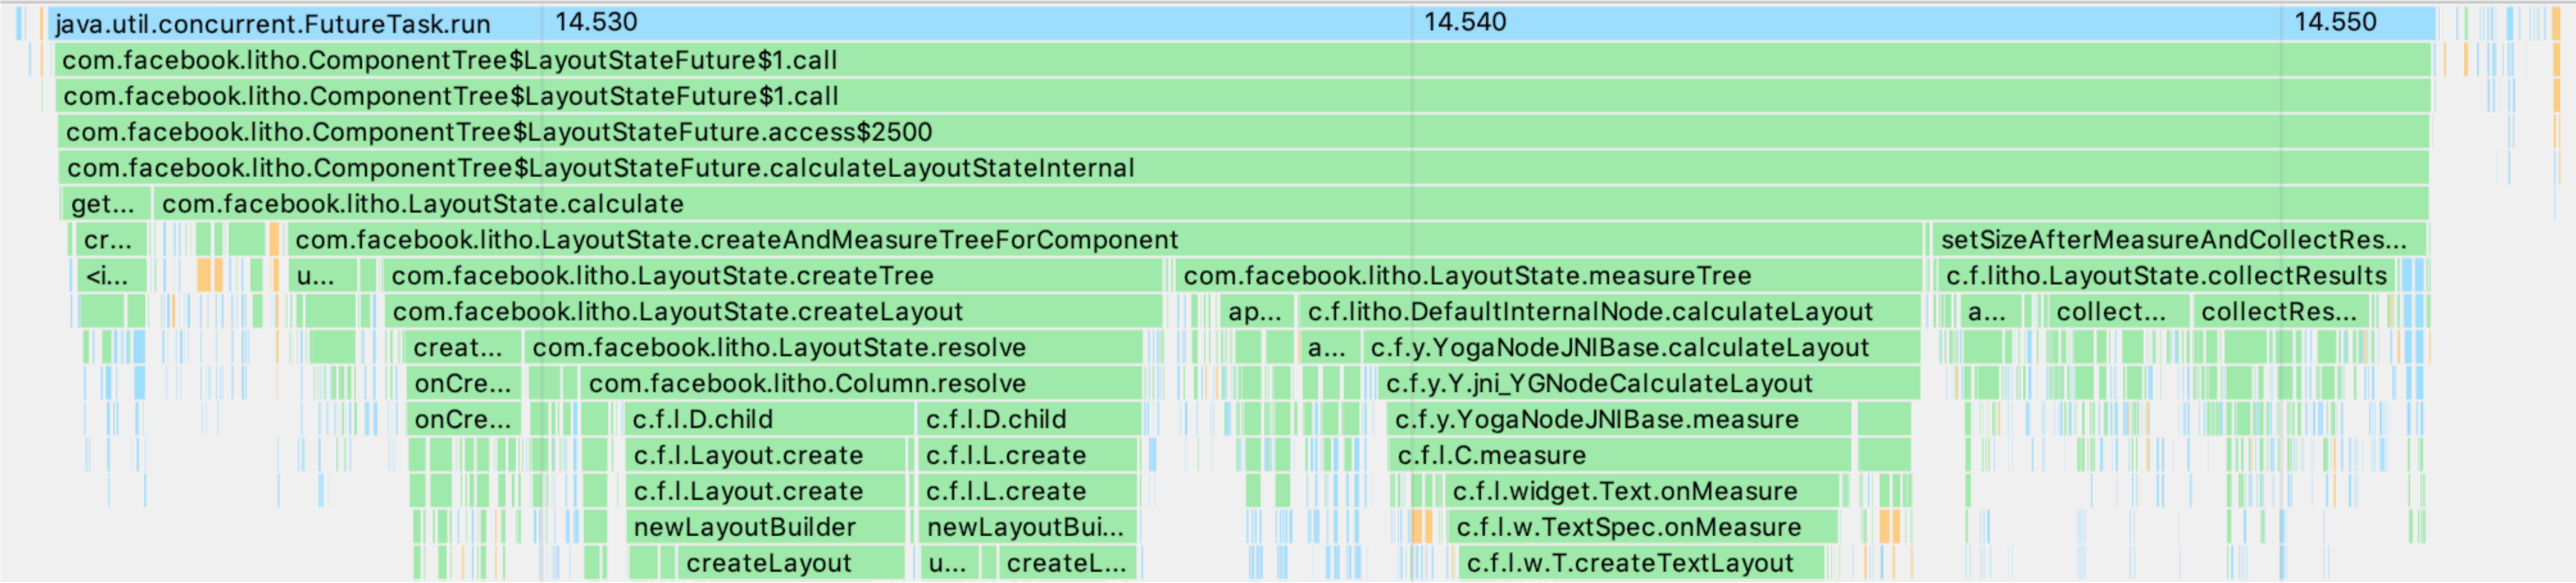 java.util.concurrent.FutureTask.run 14.530 14.540 14.550
com.facebook.litho.ComponentTree$LayoutStateFuture$1.call
com.facebook.litho.ComponentTree$LayoutStateFuture$1.call
com.facebook.litho.ComponentTree$LayoutStateFuture.access$2500
com.facebook.litho.ComponentTree$LayoutStateFuture.calculateLayoutStateInternal
get... com.facebook.litho.LayoutState.calculate
cr... com.facebook.litho.LayoutState.createAndMeasureTreeForComponent setSizeAfterMeasureAndCollectRes...
<i... u... com.facebook.litho.LayoutState.createTree com.facebook.litho.LayoutState.measureTree c.f.litho.LayoutState.collectResults
com.facebook.litho.LayoutState.createLayout ap... c.f.litho.DefaultInternalNode.calculateLayout a... collect... collectRes...
creat... com.facebook.litho.LayoutState.resolve a... c.f.y.YogaNodeJNIBase.calculateLayout
onCre... com.facebook.litho.Column.resolve c.f.y.Y.jni_YGNodeCalculateLayout
onCre... c.f.l.D.child c.f.l.D.child c.f.y.YogaNodeJNIBase.measure
c.f.l.Layout.create c.f.l.L.create c.f.l.C.measure
c.f.l.Layout.create c.f.l.L.create c.f.l.widget.Text.onMeasure
newLayoutBuilder newLayoutBui... c.f.l.w.TextSpec.onMeasure
createLayout u... createL... c.f.l.w.T.createTextLayout